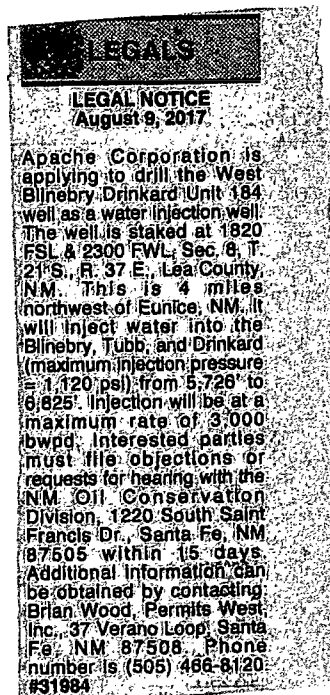 LEGALS
LEGAL NOTICE
August 9, 2017
Apache Corporation is
applying to drill the West
Blinebry Drinkard Unit 184
well as a water injection well.
The well is staked at 1820
FSL & 2300 FWL, Sec. 8, T.
21 S., R. 37 E., Lea County,
N.M. This is 4 miles
northwest of Eunice, NM. It
will inject water into the
Blinebry, Tubb, and Drinkard
(maximum injection pressure
= 1,120 psi) from 5,726' to
6,825'. Injection will be at a
maximum rate of 3,000
bwpd. Interested parties
must file objections or
requests for hearing with the
NM Oil Conservation
Division, 1220 South Saint
Francis Dr., Santa Fe, NM
87505 within 15 days.
Additional information can
be obtained by contacting:
Brian Wood, Permits West
Inc., 37 Verano Loop, Santa
Fe, NM 87508. Phone
number is (505) 466-8120
#31984